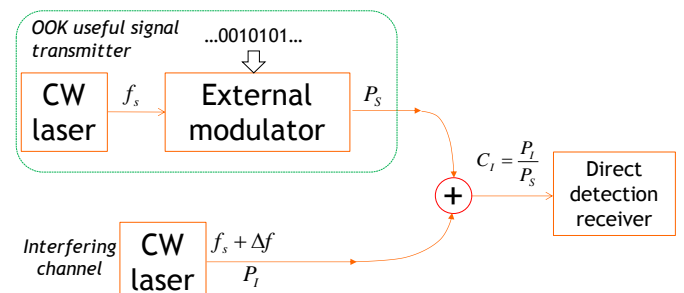 OOK useful signal
transmitter
...0010101...
CW
laser
f_s
External
modulator
P_S
C_I = P_I / P_S
Direct
detection
receiver
+
Interfering
channel
CW
laser
f_s + Δf
P_I